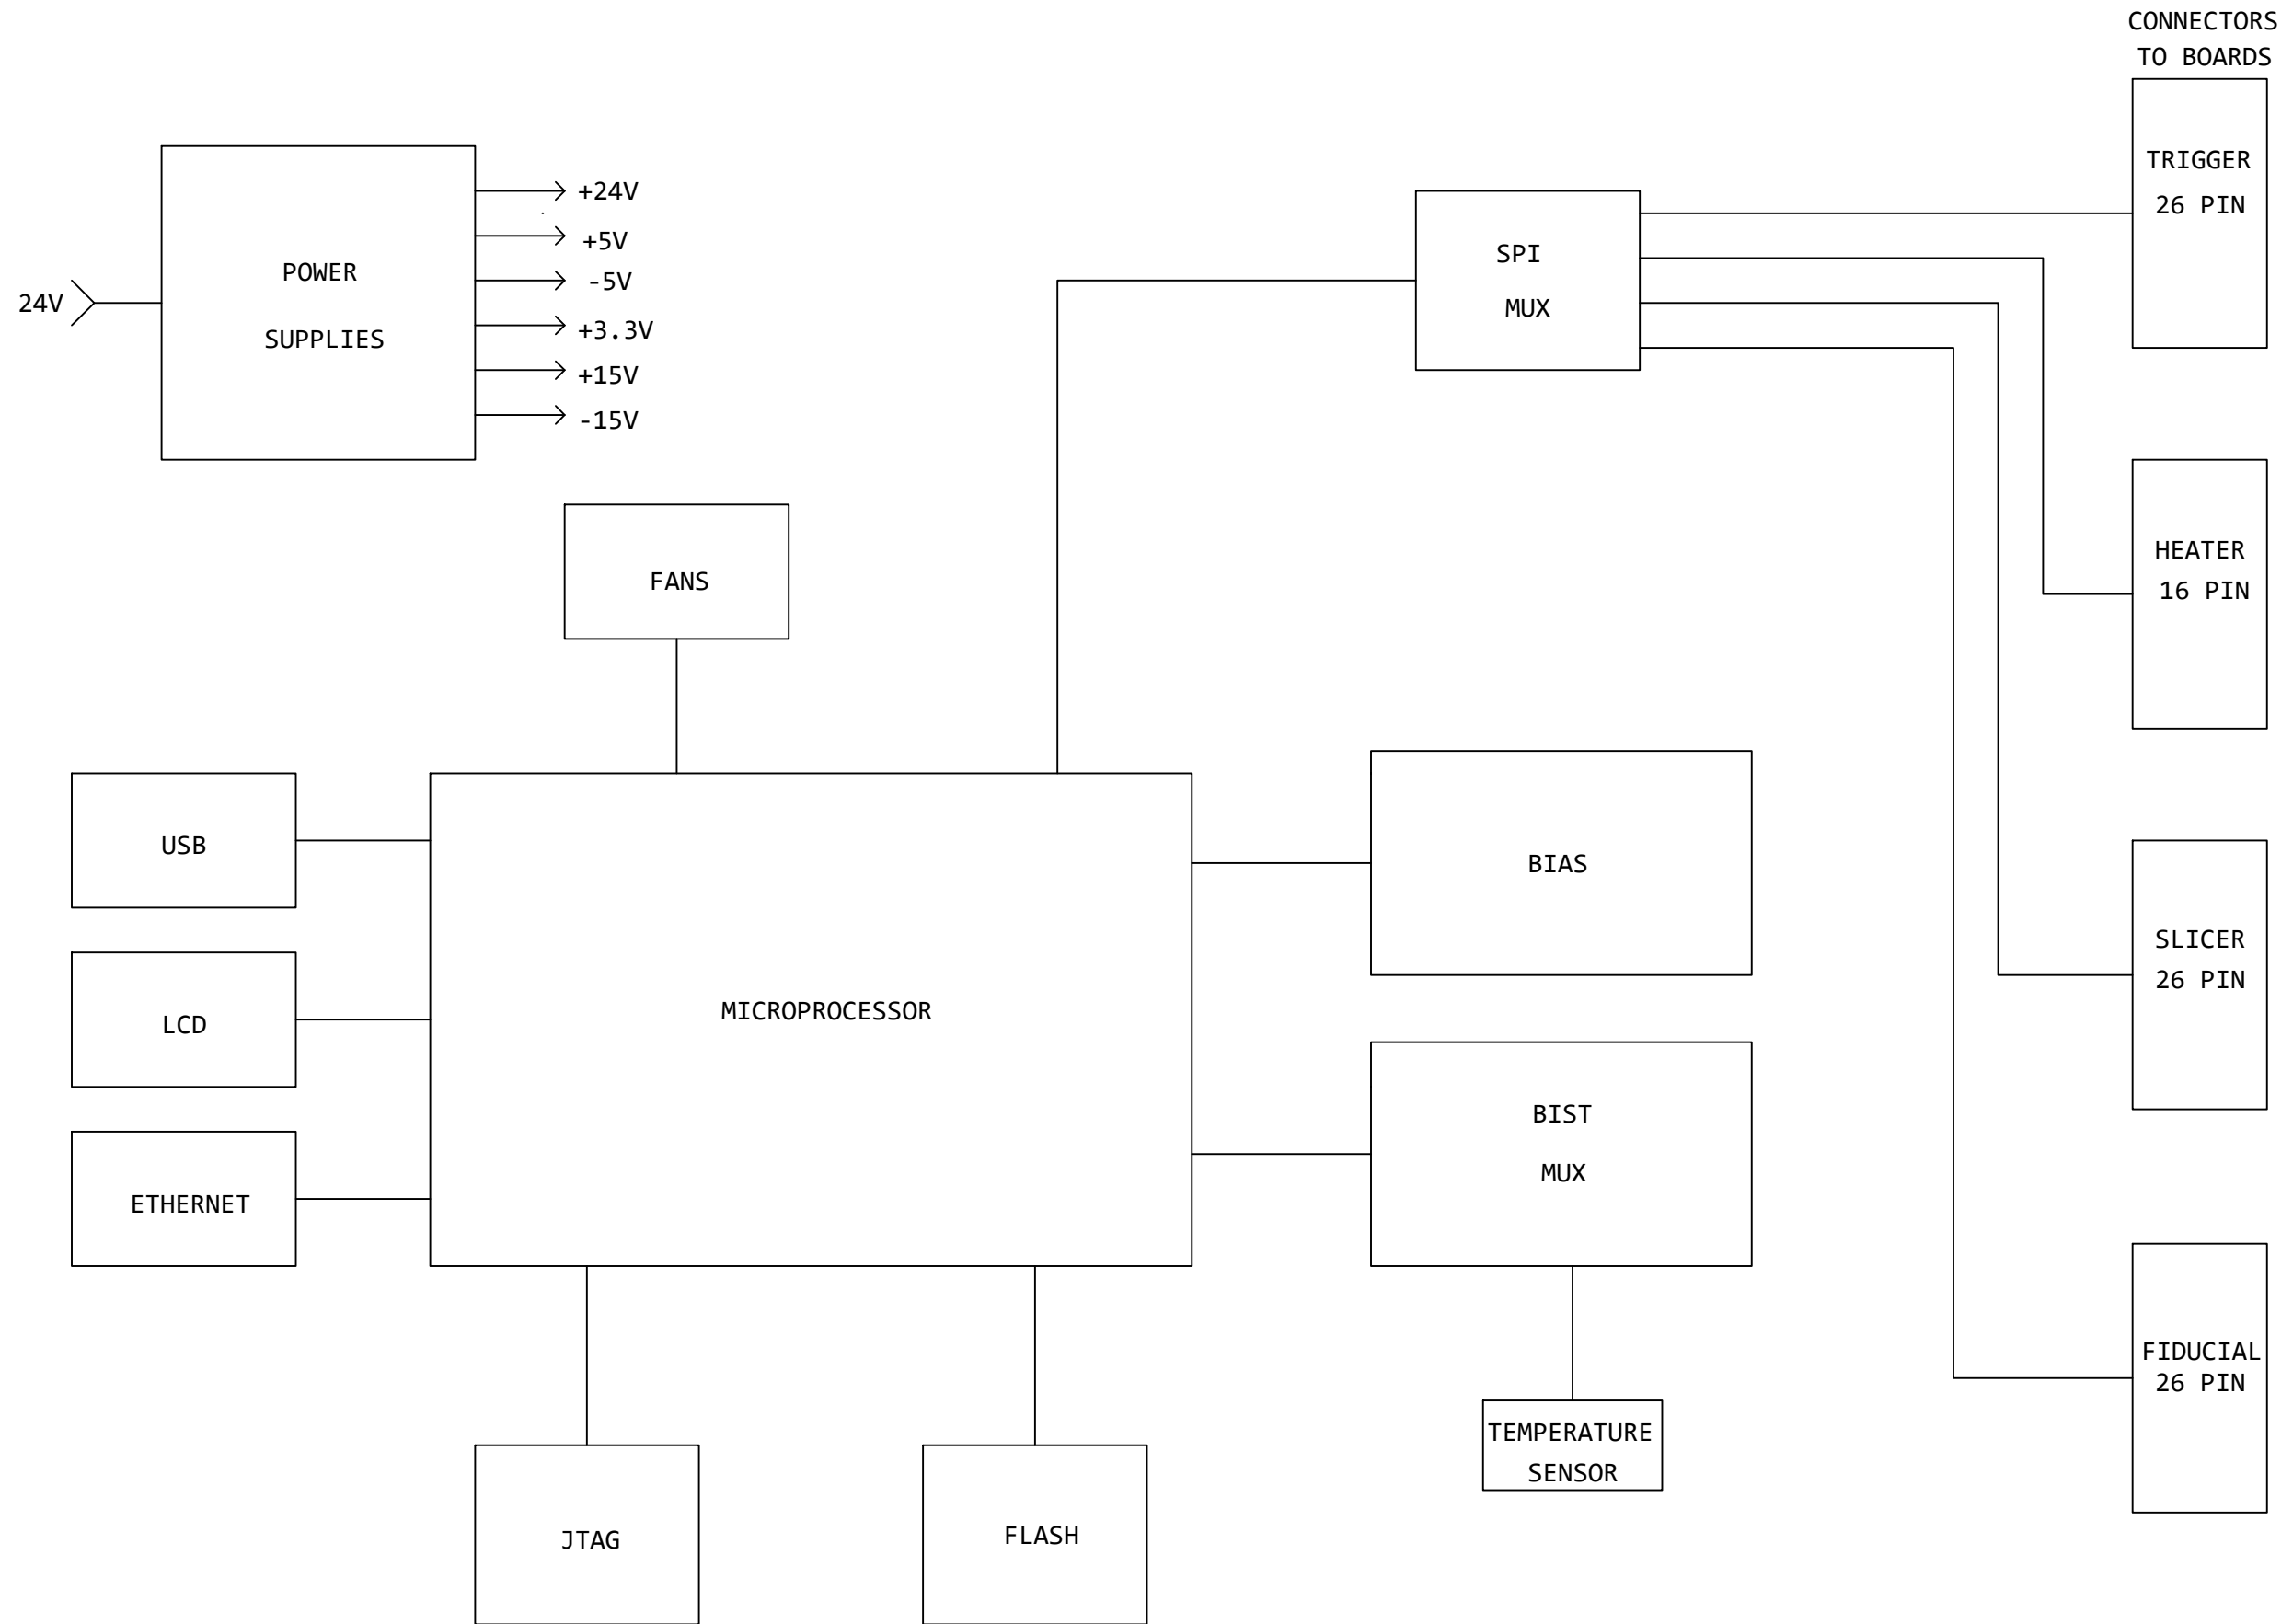 CONNECTORS
TO BOARDS
TRIGGER
26 PIN
+24V
+5V
-5V
+3.3V
+15V
-15V
POWER
SUPPLIES
24V
SPI
MUX
HEATER
16 PIN
FANS
USB
LCD
ETHERNET
MICROPROCESSOR
BIAS
BIST
MUX
SLICER
26 PIN
TEMPERATURE
SENSOR
FIDUCIAL
26 PIN
JTAG
FLASH